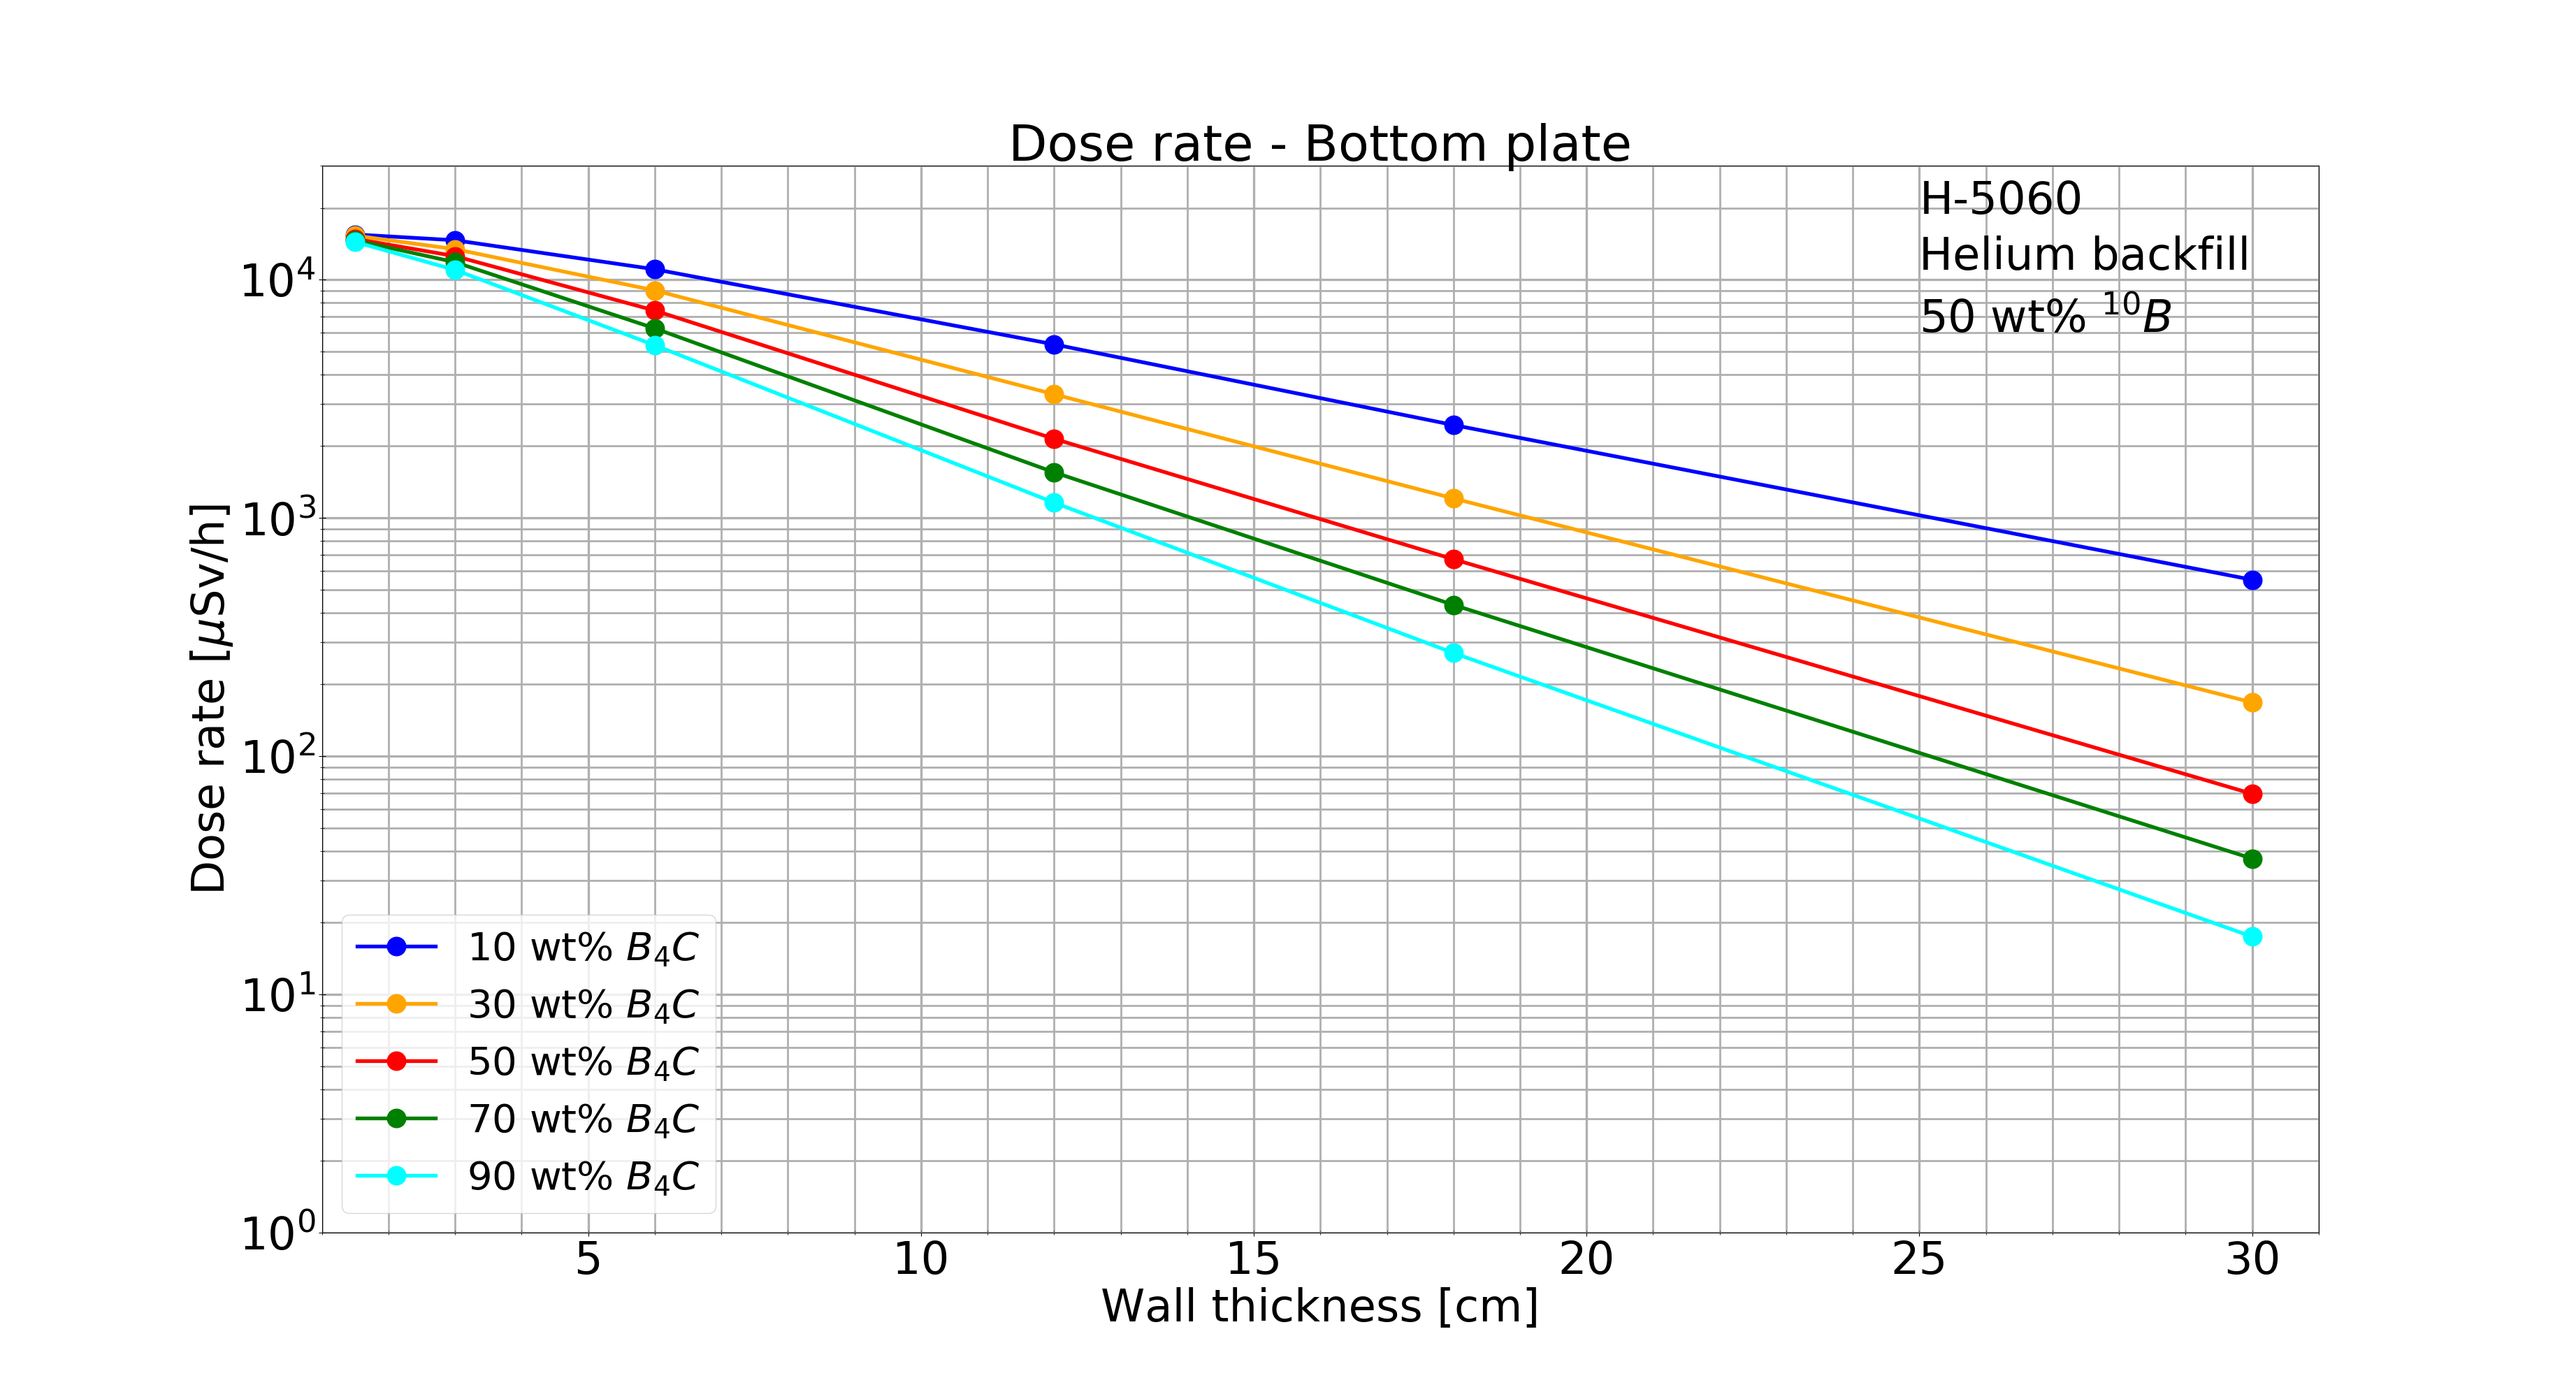 Dose rate - Bottom plate
H-5060
Helium backfill
50 wt% ¹⁰B
Dose rate [μSv/h]
10⁴
10³
10²
10¹
10⁰
10 wt% B₄C
30 wt% B₄C
50 wt% B₄C
70 wt% B₄C
90 wt% B₄C
5 10 15 20 25 30
Wall thickness [cm]